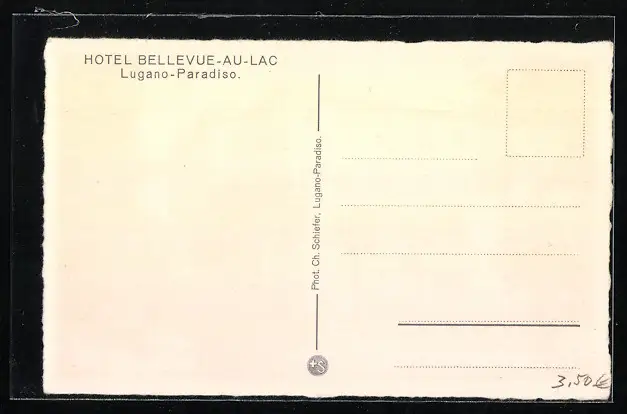 HOTEL BELLEVUE-AU-LAC
Lugano-Paradiso.
Phot. Ch. Schiefer, Lugano-Paradiso.
+S
3,50 €